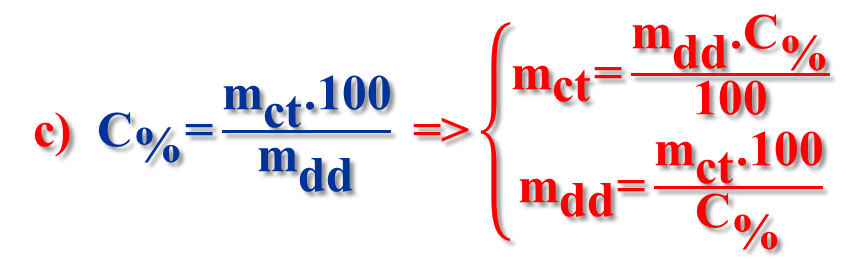 c) C% = mct.100 / mdd => { mct = mdd.C% / 100
mdd = mct.100 / C%